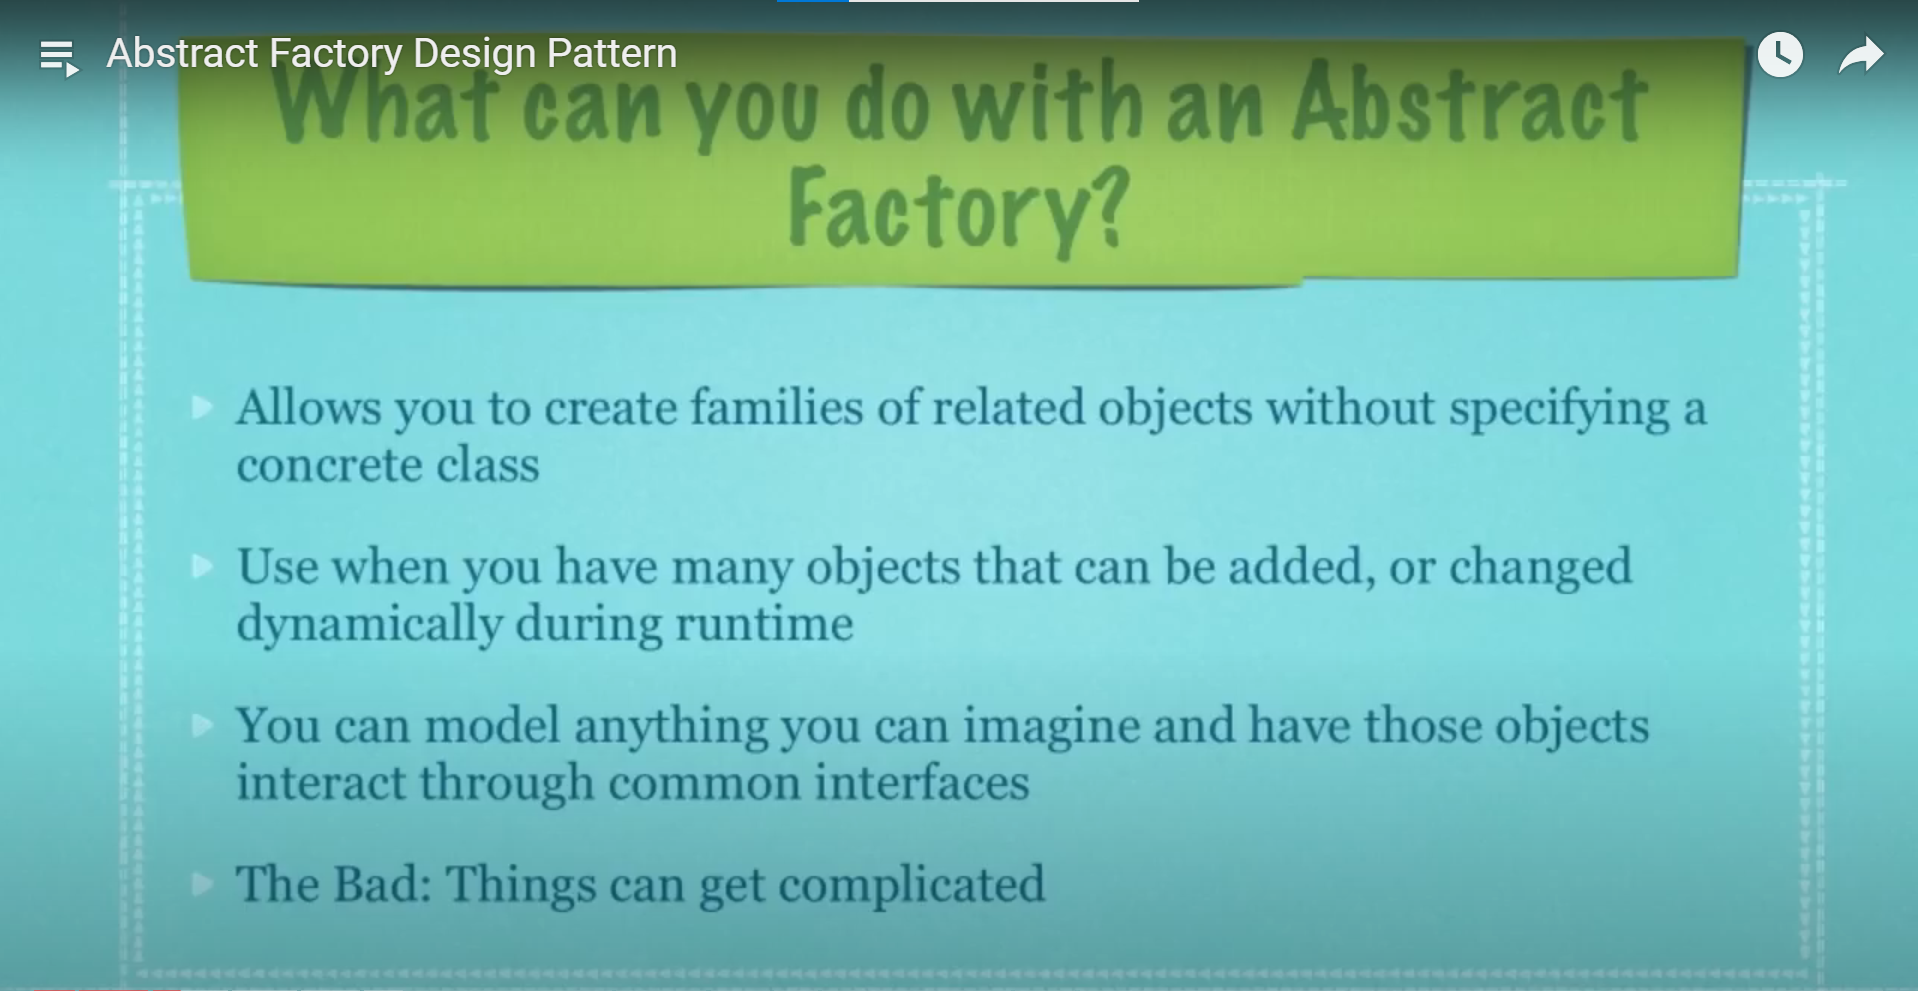 Abstract Factory Design Pattern
What can you do with an Abstract
Factory?
Allows you to create families of related objects without specifying a
concrete class
Use when you have many objects that can be added, or changed
dynamically during runtime
You can model anything you can imagine and have those objects
interact through common interfaces
The Bad: Things can get complicated